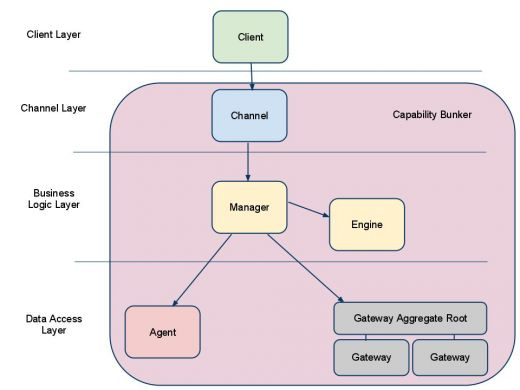 Client Layer
Client
Channel Layer
Channel
Capability Bunker
Business
Logic Layer
Manager
Engine
Data Access
Layer
Agent
Gateway Aggregate Root
Gateway
Gateway